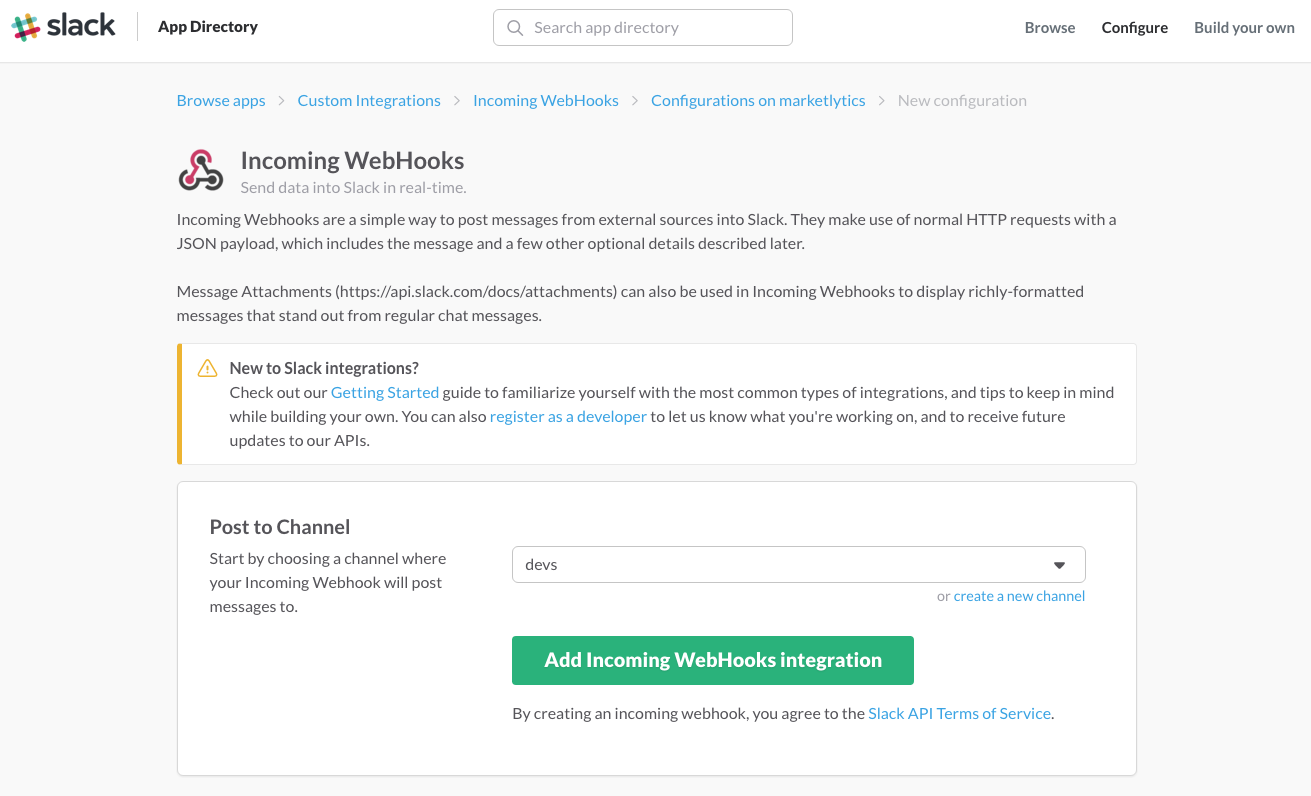 slack App Directory Search app directory Browse Configure Build your own
Browse apps > Custom Integrations > Incoming WebHooks > Configurations on marketlytics > New configuration
Incoming WebHooks
Send data into Slack in real-time.
Incoming Webhooks are a simple way to post messages from external sources into Slack. They make use of normal HTTP requests with a
JSON payload, which includes the message and a few other optional details described later.
Message Attachments (https://api.slack.com/docs/attachments) can also be used in Incoming Webhooks to display richly-formatted
messages that stand out from regular chat messages.
New to Slack integrations?
Check out our Getting Started guide to familiarize yourself with the most common types of integrations, and tips to keep in mind
while building your own. You can also register as a developer to let us know what you're working on, and to receive future
updates to our APIs.
Post to Channel
Start by choosing a channel where
your Incoming Webhook will post
messages to.
devs
or create a new channel
Add Incoming WebHooks integration
By creating an incoming webhook, you agree to the Slack API Terms of Service.